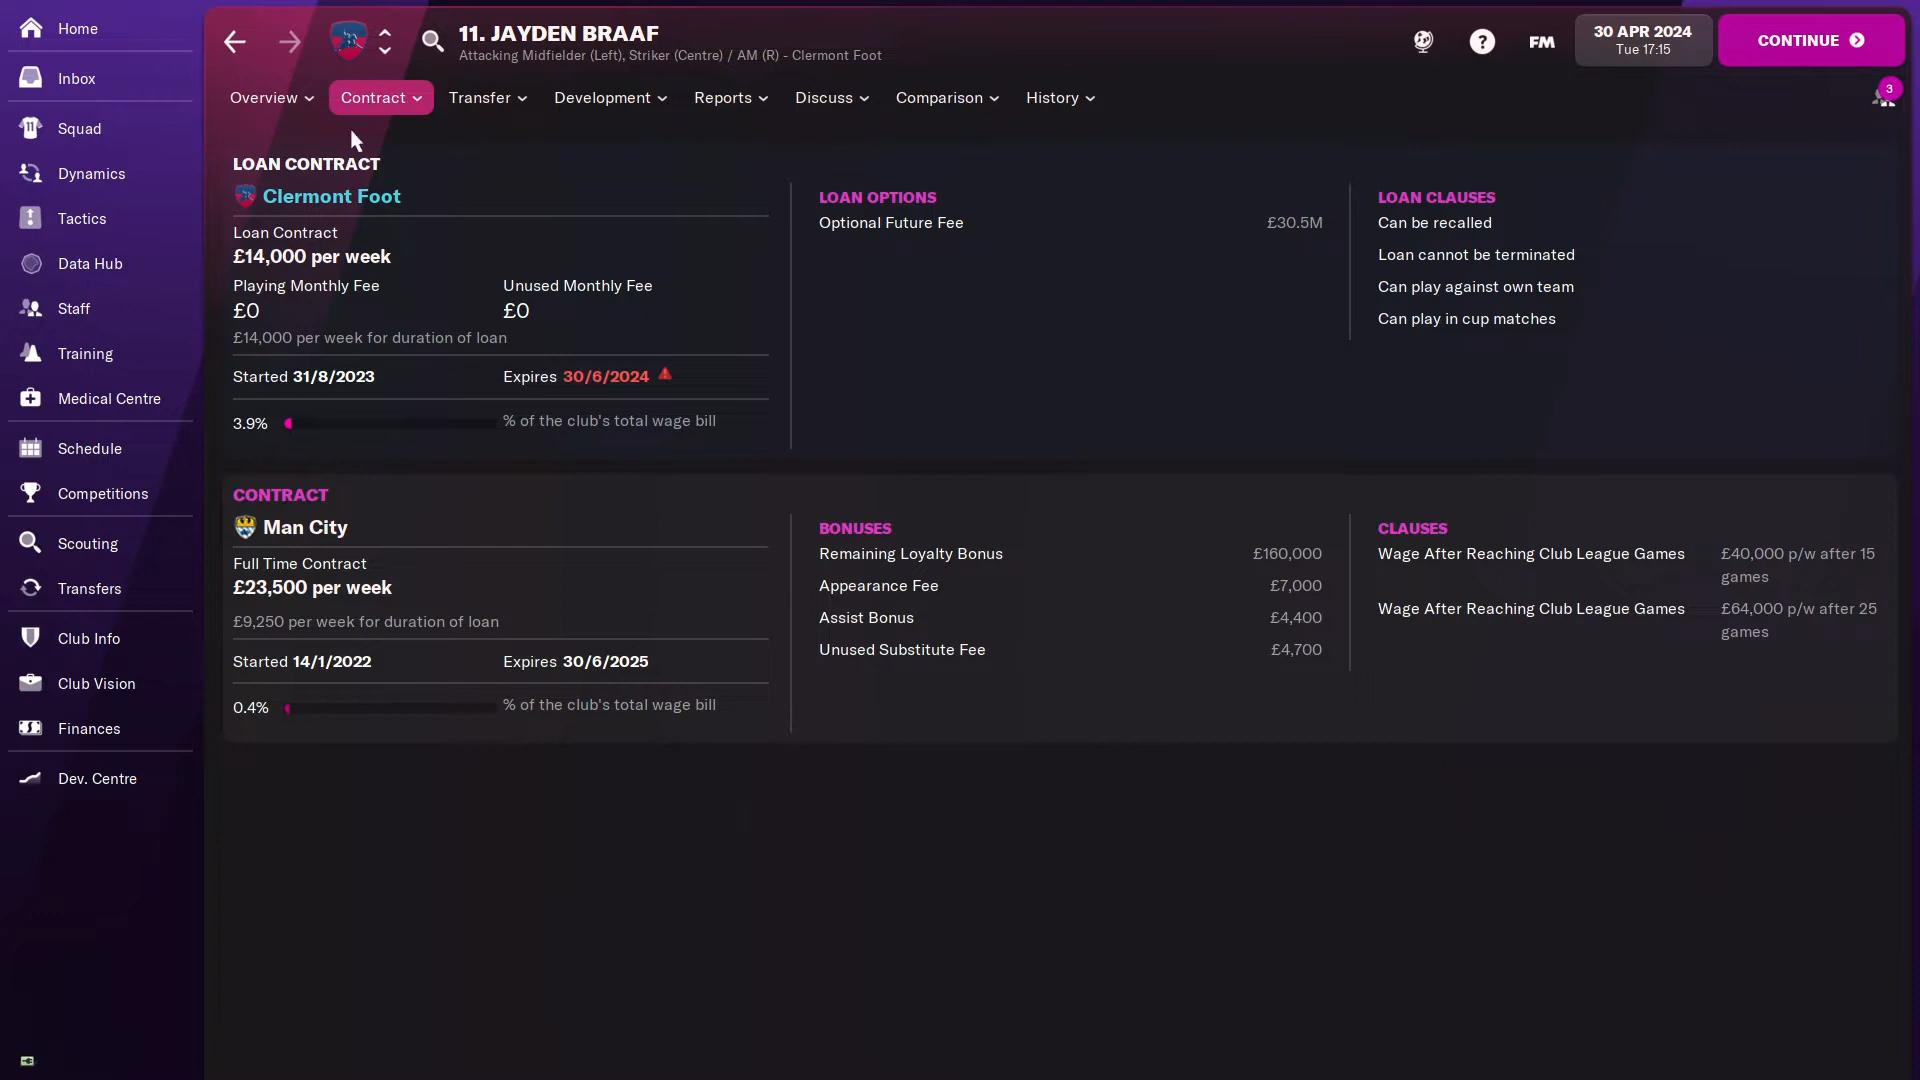 Home
Inbox
Squad
Dynamics
Tactics
Data Hub
Staff
Training
Medical Centre
Schedule
Competitions
Scouting
Transfers
Club Info
Club Vision
Finances
Dev. Centre
11. JAYDEN BRAAF
Attacking Midfielder (Left), Striker (Centre) / AM (R) - Clermont Foot
?
FM
30 APR 2024
Tue 17:15
CONTINUE
Overview Contract Transfer Development Reports Discuss Comparison History
3
LOAN CONTRACT
Clermont Foot
Loan Contract
£14,000 per week
Playing Monthly Fee Unused Monthly Fee
£0 £0
£14,000 per week for duration of loan
Started 31/8/2023 Expires 30/6/2024
3.9% % of the club's total wage bill
LOAN OPTIONS
Optional Future Fee £30.5M
LOAN CLAUSES
Can be recalled
Loan cannot be terminated
Can play against own team
Can play in cup matches
CONTRACT
Man City
Full Time Contract
£23,500 per week
£9,250 per week for duration of loan
Started 14/1/2022 Expires 30/6/2025
0.4% % of the club's total wage bill
BONUSES
Remaining Loyalty Bonus £160,000
Appearance Fee £7,000
Assist Bonus £4,400
Unused Substitute Fee £4,700
CLAUSES
Wage After Reaching Club League Games £40,000 p/w after 15
games
Wage After Reaching Club League Games £64,000 p/w after 25
games